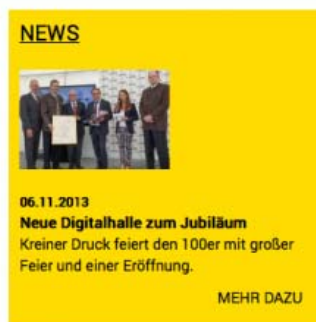 NEWS
06.11.2013
Neue Digitalhalle zum Jubiläum
Kreiner Druck feiert den 100er mit großer
Feier und einer Eröffnung.
MEHR DAZU